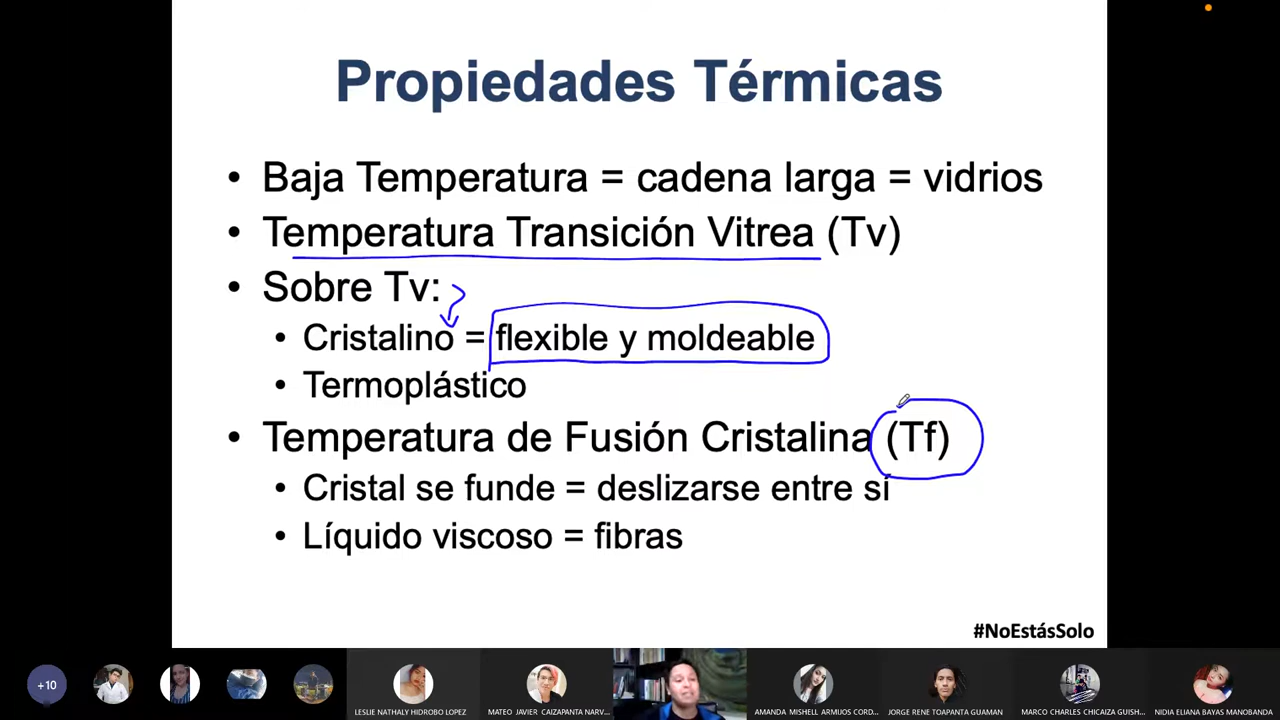 Propiedades Térmicas
• Baja Temperatura = cadena larga = vidrios
• Temperatura Transición Vitrea (Tv)
• Sobre Tv:
• Cristalino = flexible y moldeable
• Termoplástico
• Temperatura de Fusión Cristalina (Tf)
• Cristal se funde = deslizarse entre sí
• Líquido viscoso = fibras
#NoEstásSolo
+10
LESLIE NATHALY HIDROBO LOPEZ
MATEO JAVIER CAIZAPANTA NARV...
AMANDA MISHELL ARMIJOS CORD...
JORGE RENE TOAPANTA GUAMAN
MARCO CHARLES CHICAIZA GUISH...
NIDIA ELIANA BAYAS MANOBANDA